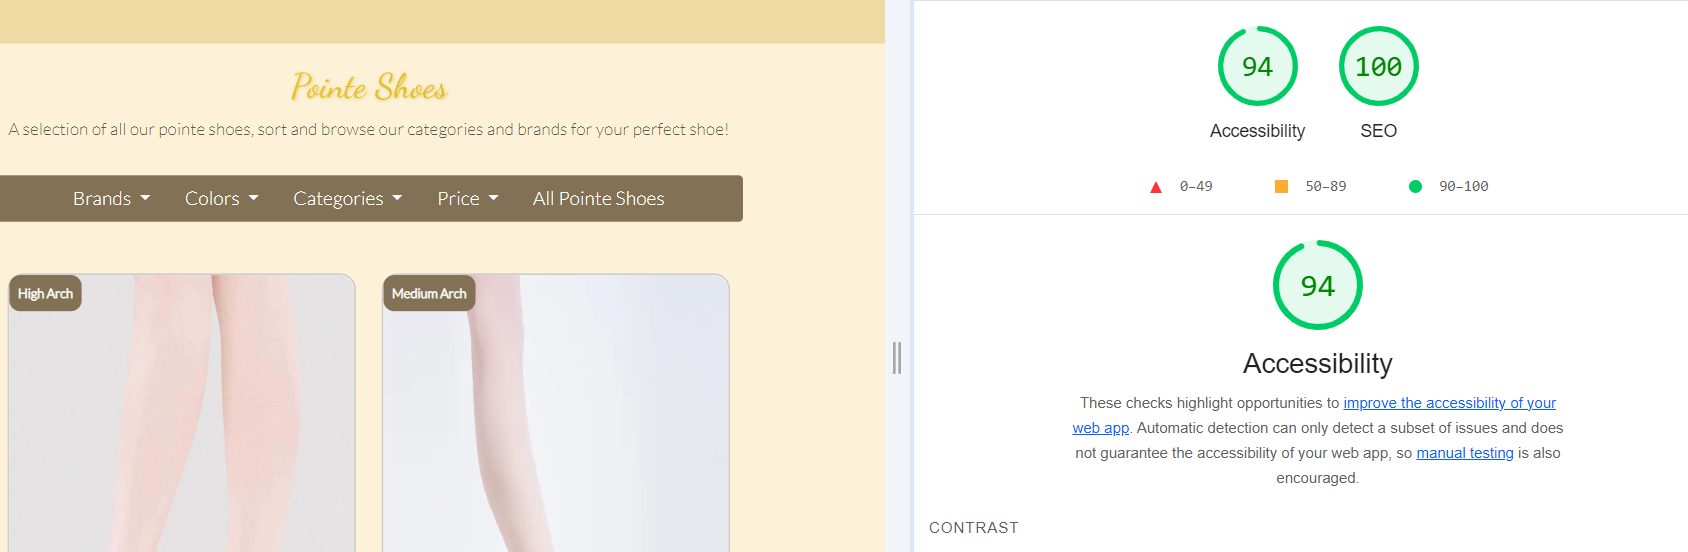 Pointe Shoes
A selection of all our pointe shoes, sort and browse our categories and brands for your perfect shoe!
Brands Colors Categories Price All Pointe Shoes
High Arch
Medium Arch
94
100
Accessibility
SEO
0–49
50–89
90–100
94
Accessibility
These checks highlight opportunities to improve the accessibility of your
web app. Automatic detection can only detect a subset of issues and does
not guarantee the accessibility of your web app, so manual testing is also
encouraged.
CONTRAST